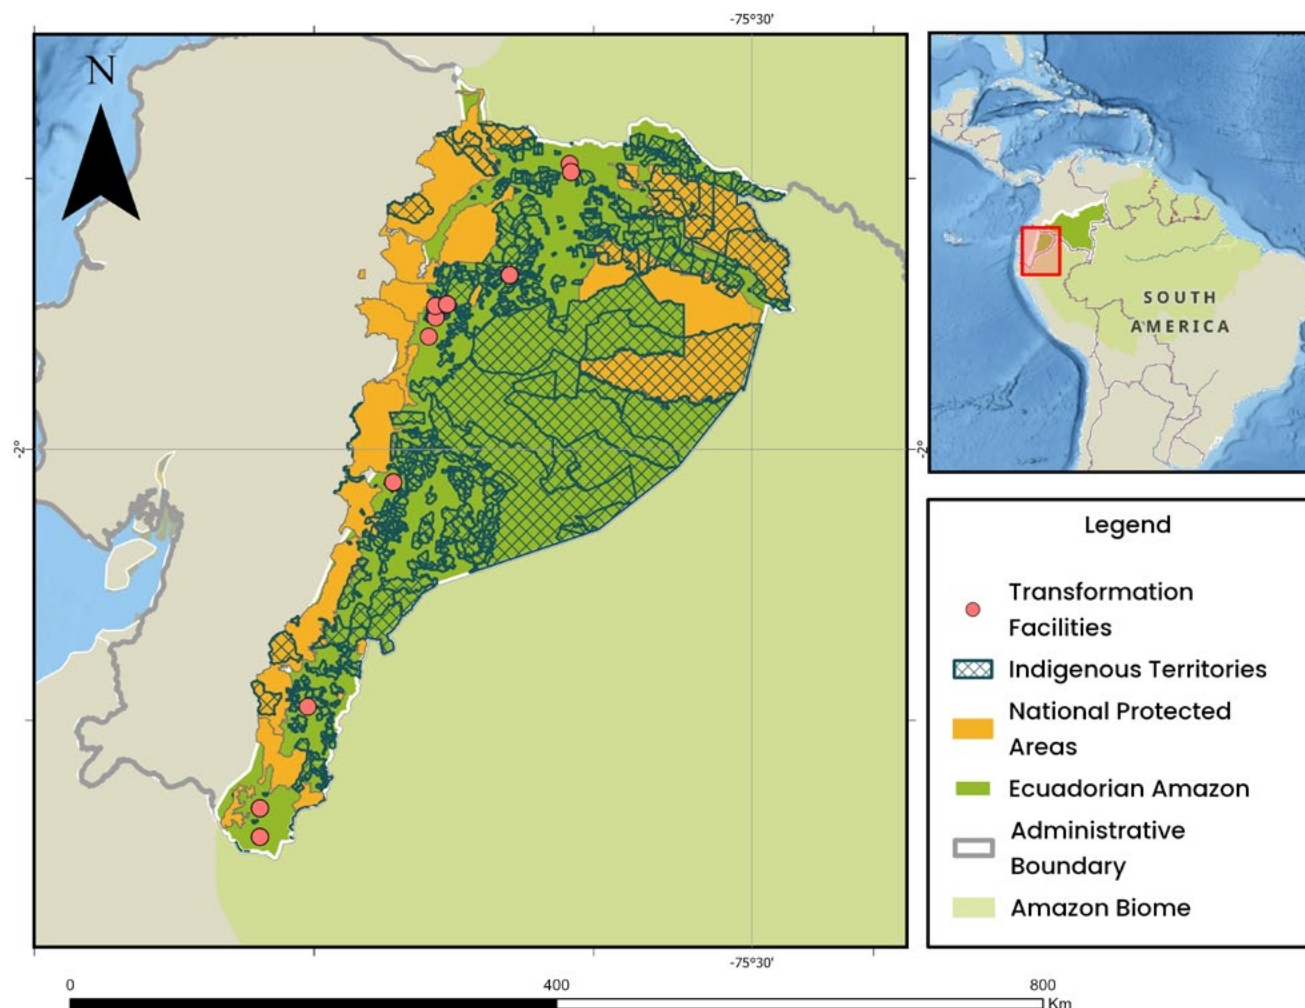 -75°30'
N
-2°
-2°
SOUTH
AMERICA
Legend
Transformation
Facilities
Indigenous Territories
National Protected
Areas
Ecuadorian Amazon
Administrative
Boundary
Amazon Biome
-75°30'
0
400
800
Km